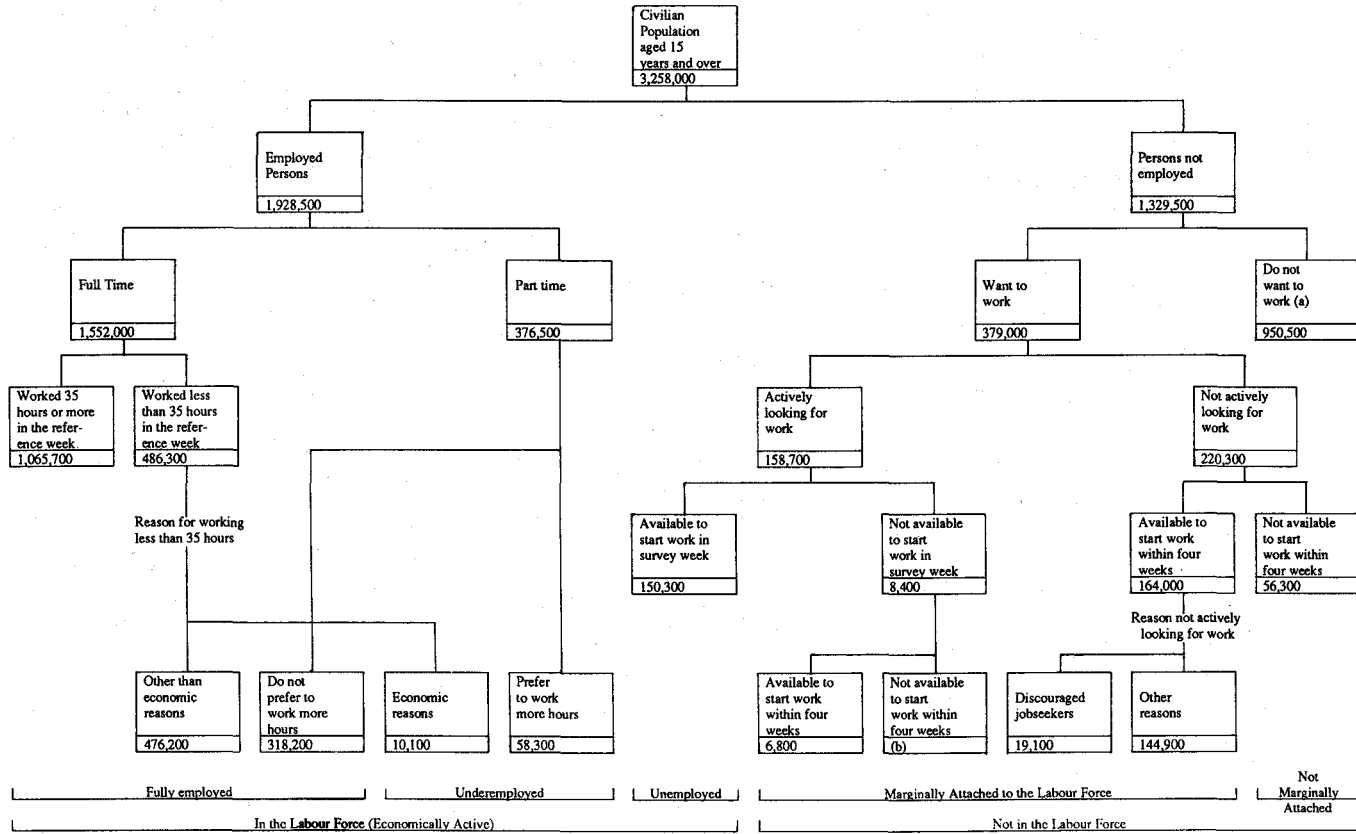 Civilian
Population
aged 15
years and over
3,258,000
Employed
Persons
1,928,500
Persons not
employed
1,329,500
Full Time
1,552,000
Part time
376,500
Want to
work
379,000
Do not
want to
work (a)
950,500
Worked 35
hours or more
in the refer-
ence week.
1,065,700
Worked less
than 35 hours
in the refer-
ence week
486,300
Actively
looking for
work
158,700
Not actively
looking for
work
220,300
Reason for working
less than 35 hours
Available to
start work in
survey week
150,300
Not available
to start
work in
survey week
8,400
Available to
start work
within four
weeks
164,000
Not available
to start
work within
four weeks
56,300
Reason not actively
looking for work
Other than
economic
reasons
476,200
Do not
prefer to
work more
hours
318,200
Economic
reasons
10,100
Prefer
to work
more hours
58,300
Available to
start work
within four
weeks
6,800
Not available
to start
work within
four weeks
(b)
Discouraged
jobseekers
19,100
Other
reasons
144,900
Fully employed
Underemployed
Unemployed
Marginally Attached to the Labour Force
Not
Marginally
Attached
In the Labour Force (Economically Active)
Not in the Labour Force